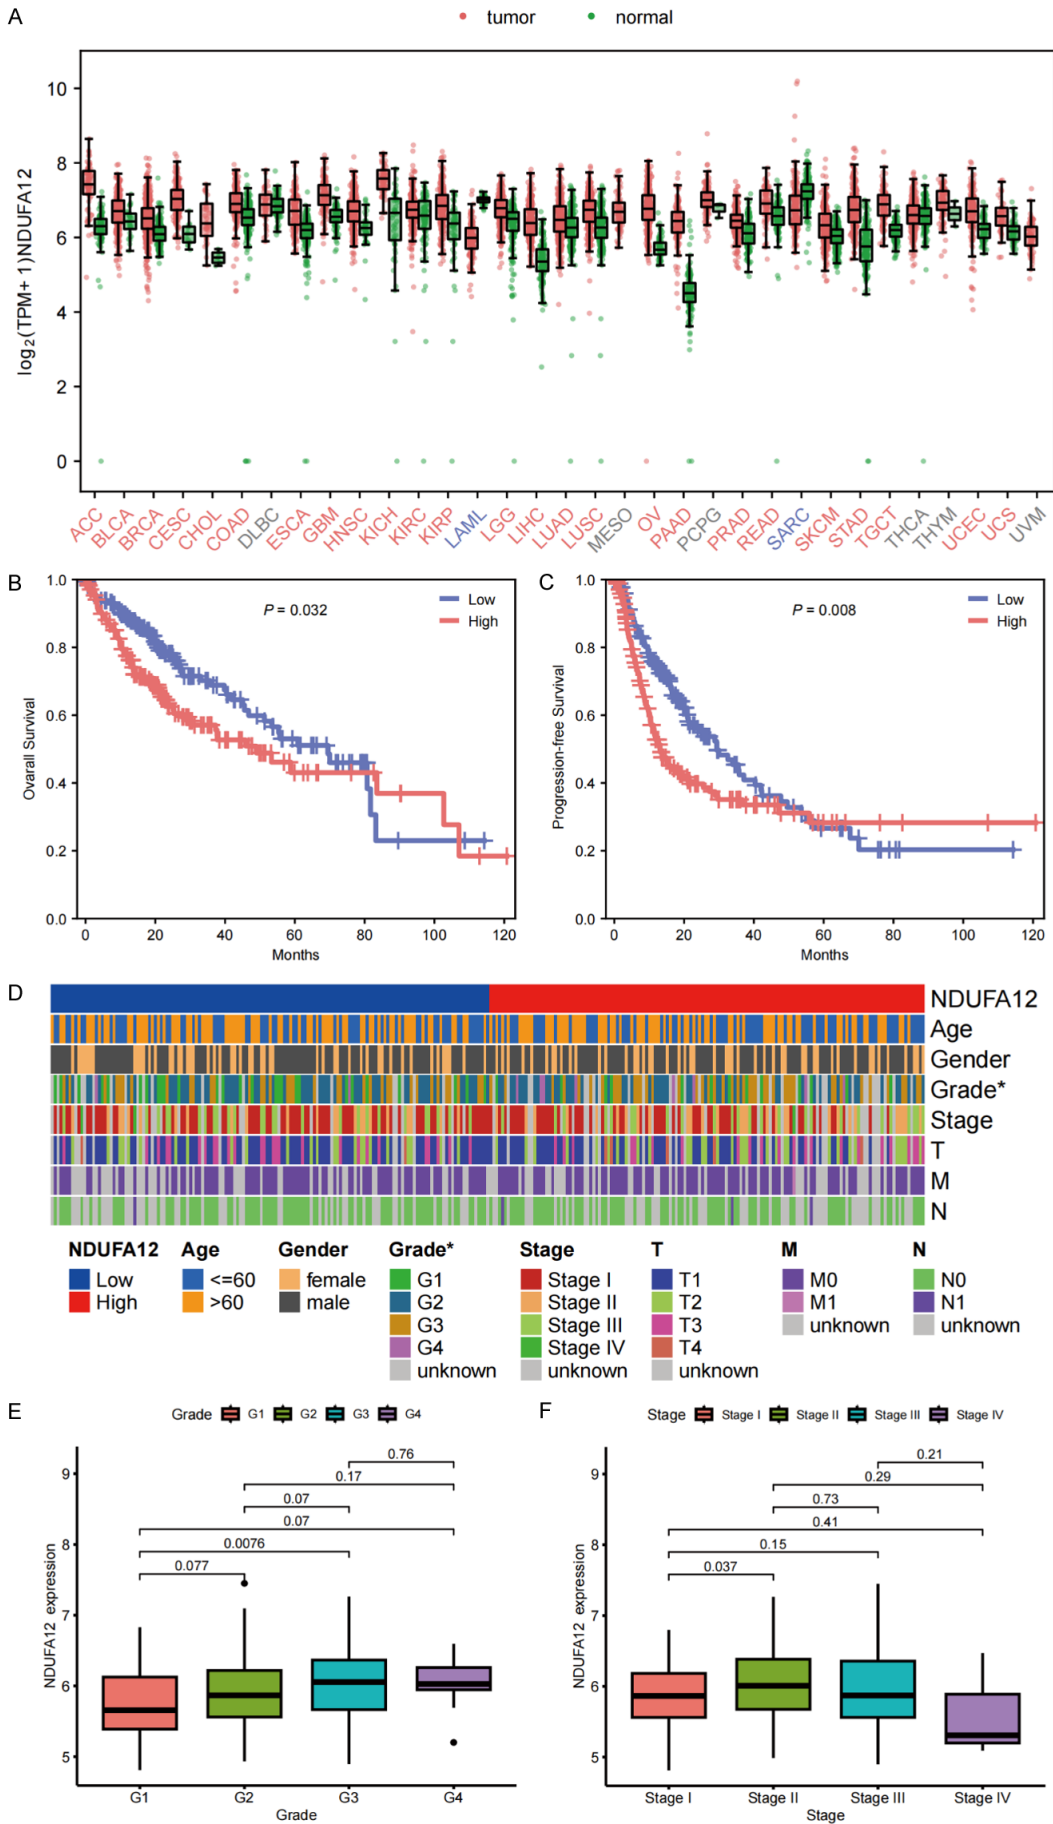 A
tumor normal
log2(TPM+ 1)NDUFA12
10
8
6
4
2
0
ACC BLCA BRCA CESC CHOL COAD DLBC ESCA GBM HNSC KICH KIRC KIRP LAML LGG LIHC LUAD LUSC MESO OV PAAD PCPG PRAD READ SARC SKCM STAD TGCT THCA THYM UCEC UCS UVM
B
P = 0.032
Low
High
Ovarall Survival
1.0
0.8
0.6
0.4
0.2
0.0
0 20 40 60 80 100 120
Months
C
P = 0.008
Low
High
Progression-free Survival
1.0
0.8
0.6
0.4
0.2
0.0
0 20 40 60 80 100 120
Months
D
NDUFA12
Age
Gender
Grade*
Stage
T
M
N
NDUFA12
Low
High
Age
<=60
>60
Gender
female
male
Grade*
G1
G2
G3
G4
unknown
Stage
Stage I
Stage II
Stage III
Stage IV
unknown
T
T1
T2
T3
T4
unknown
M
M0
M1
unknown
N
N0
N1
unknown
E
Grade G1 G2 G3 G4
NDUFA12 expression
9
8
7
6
5
0.76
0.17
0.07
0.07
0.0076
0.077
G1 G2 G3 G4
Grade
F
Stage Stage I Stage II Stage III Stage IV
NDUFA12 expression
9
8
7
6
5
0.21
0.29
0.73
0.41
0.15
0.037
Stage I Stage II Stage III Stage IV
Stage